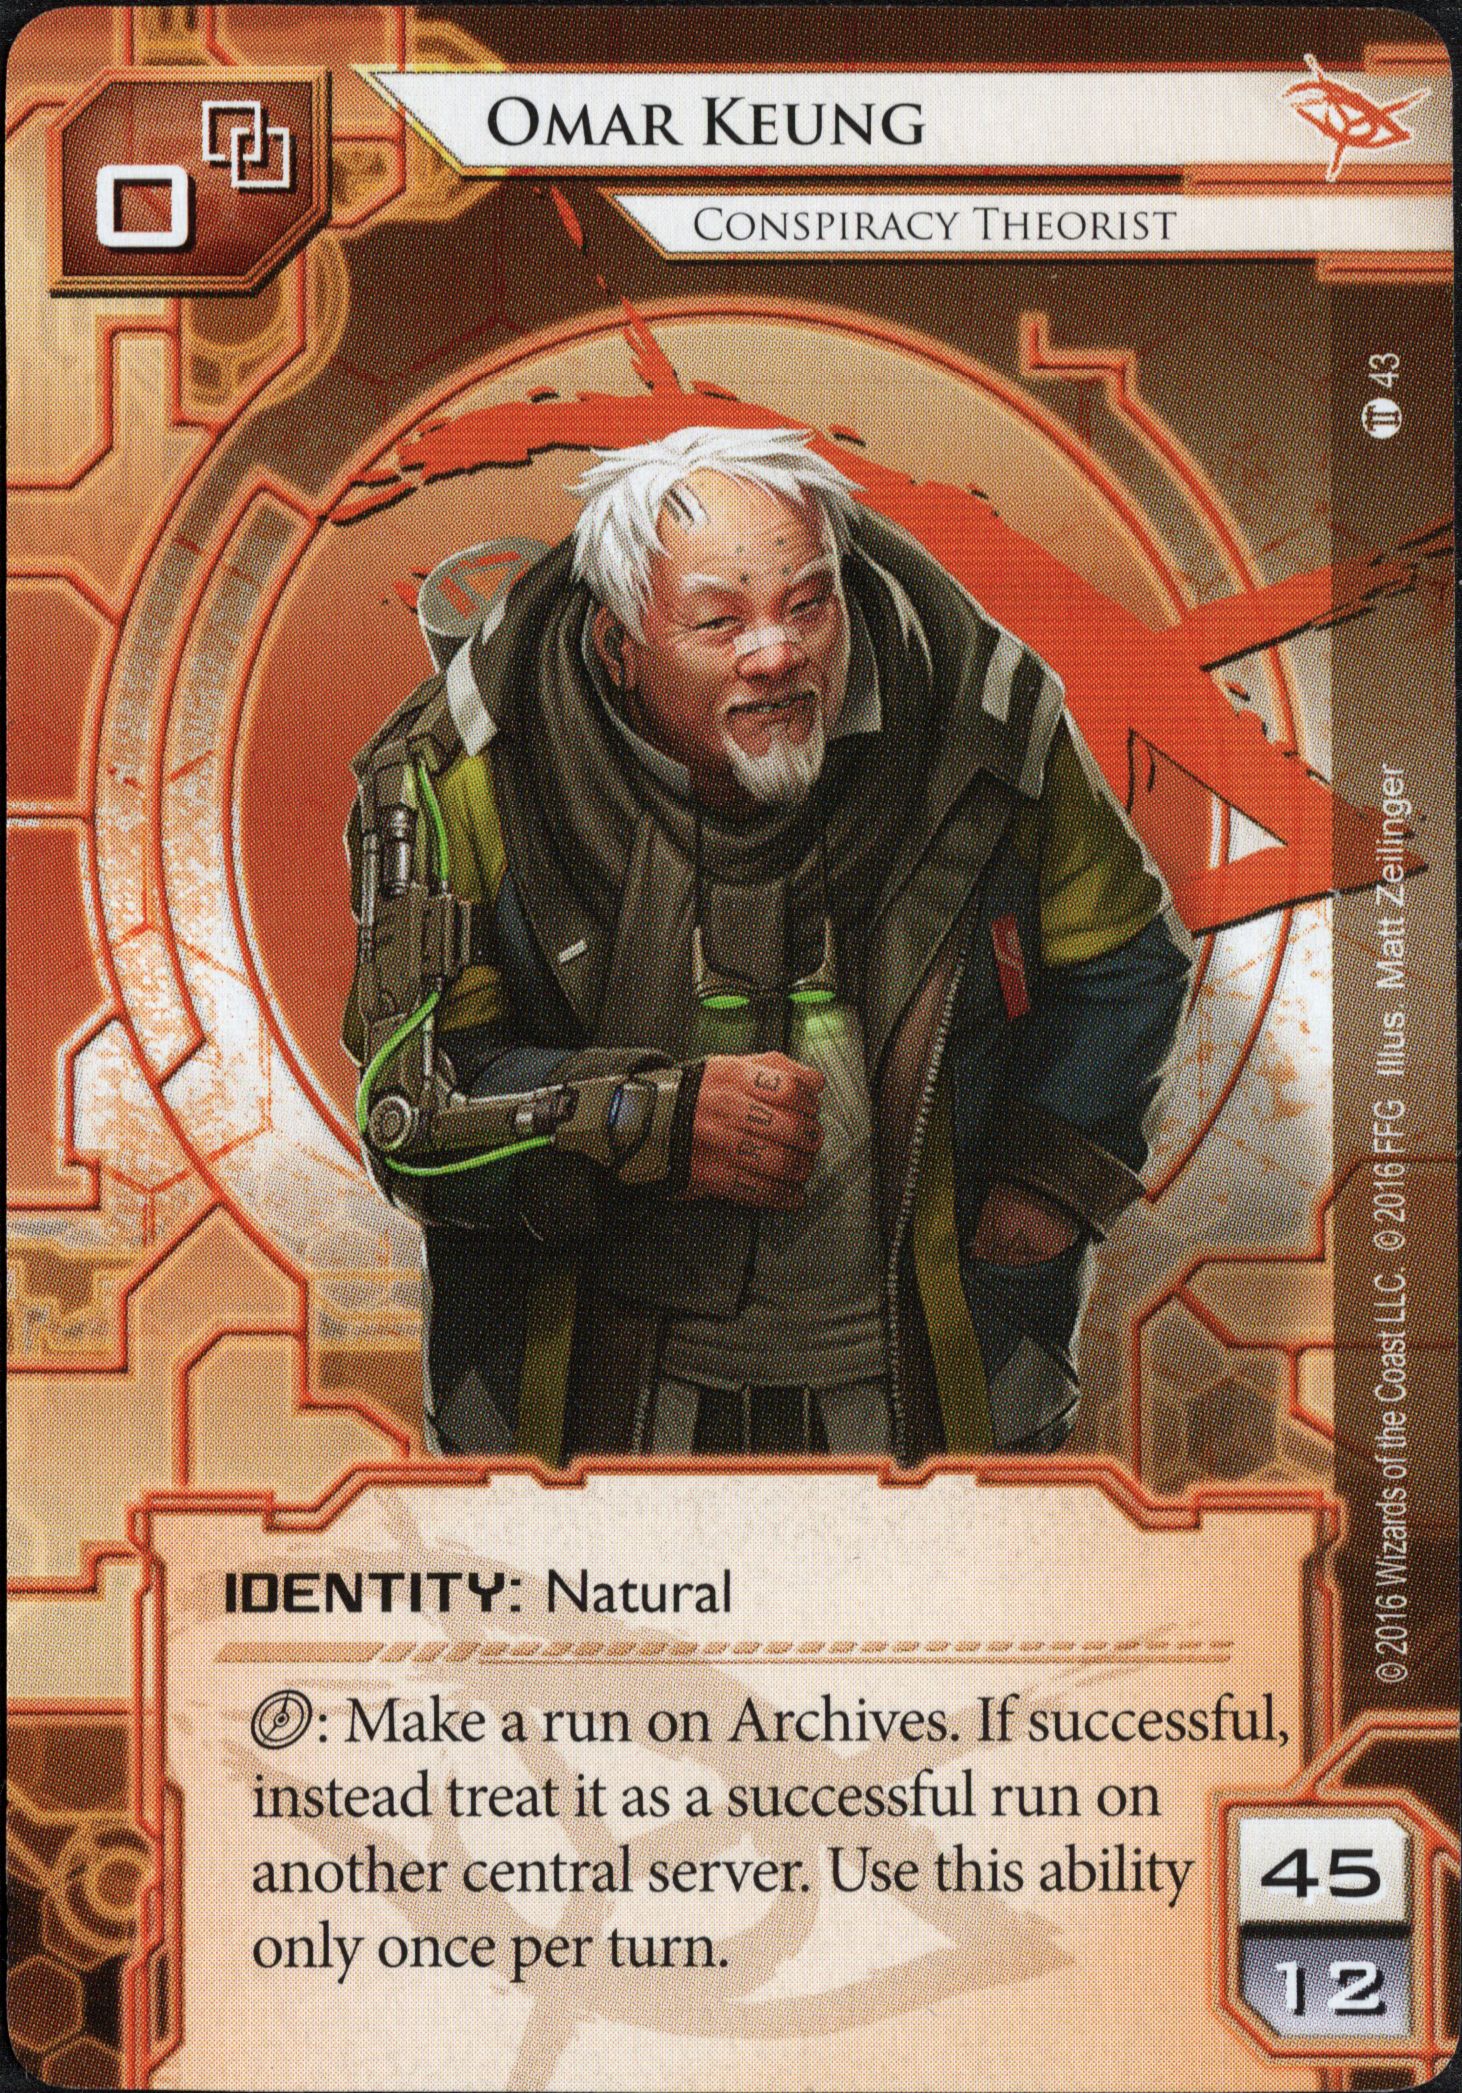 0
OMAR KEUNG
CONSPIRACY THEORIST
43
©2016 Wizards of the Coast LLC. ©2016 FFG Illus. Matt Zeilinger
IDENTITY: Natural
: Make a run on Archives. If successful,
instead treat it as a successful run on
another central server. Use this ability
only once per turn.
45
12